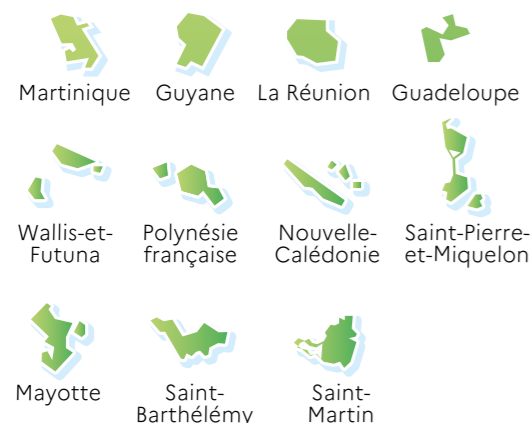 Martinique
Guyane
La Réunion
Guadeloupe
Wallis-et-
Futuna
Polynésie
française
Nouvelle-
Calédonie
Saint-Pierre-
et-Miquelon
Mayotte
Saint-
Barthélémy
Saint-
Martin